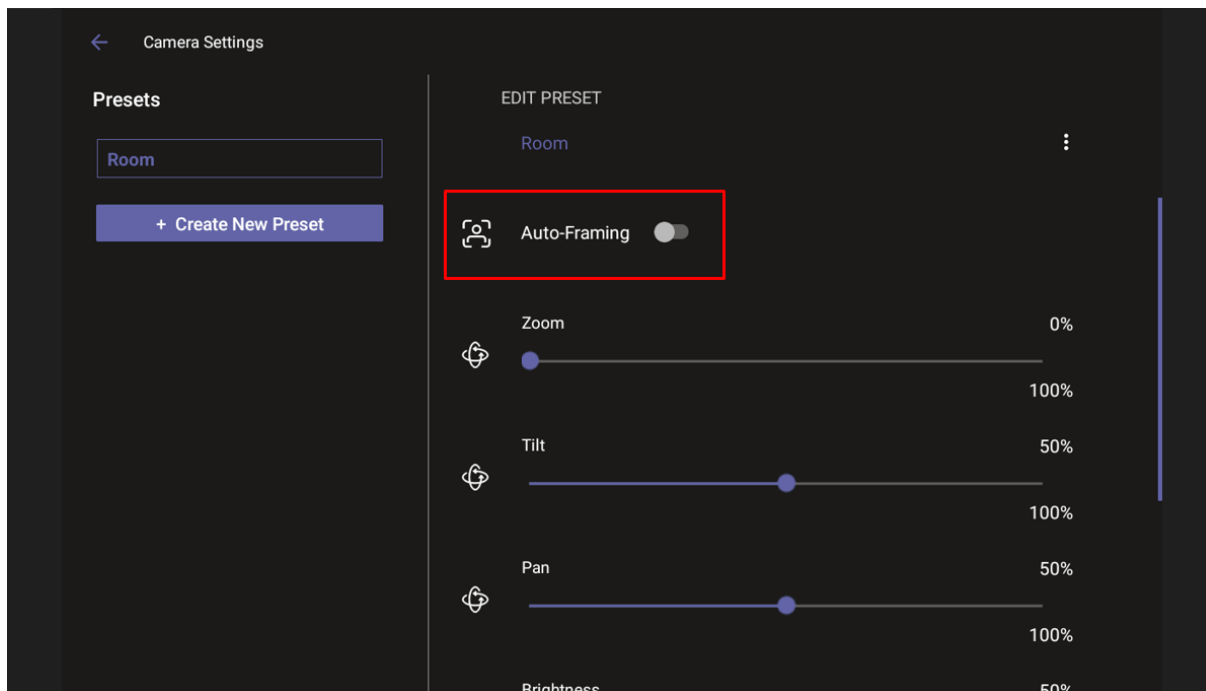 Camera Settings
Presets
Room
+ Create New Preset
EDIT PRESET
Room
Auto-Framing
Zoom
0%
100%
Tilt
50%
100%
Pan
50%
100%
Brightness
50%